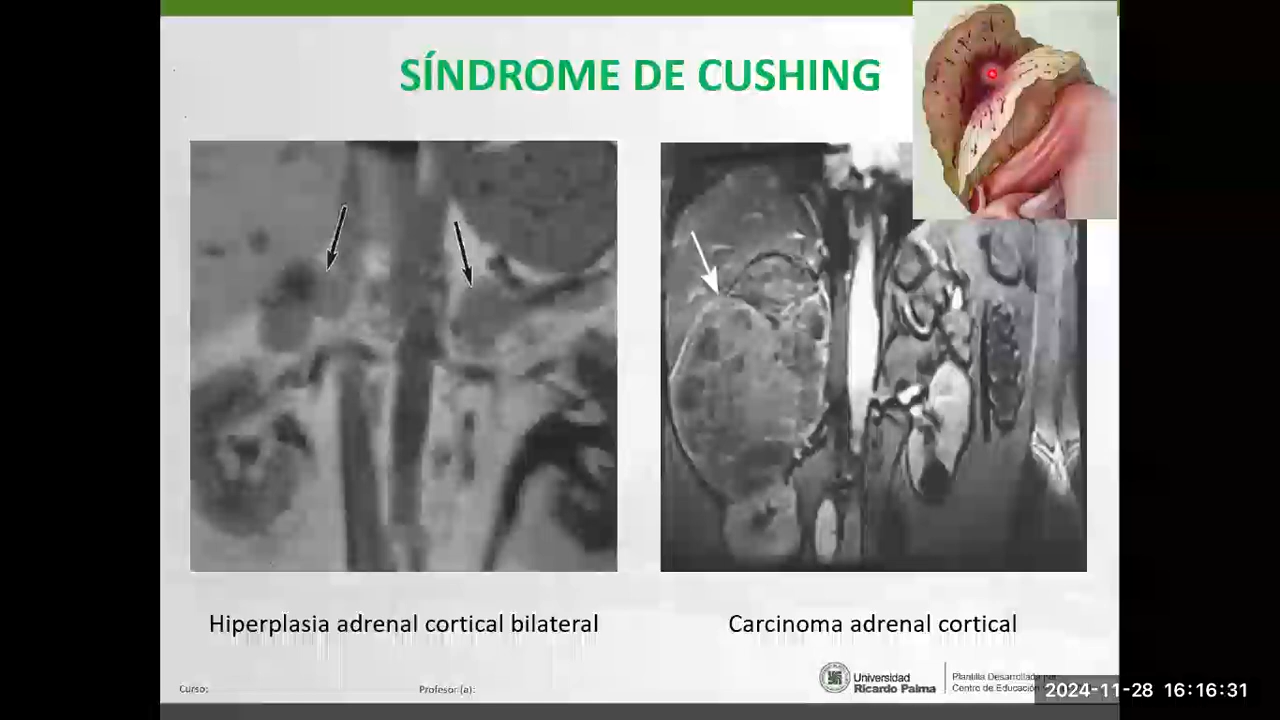 SÍNDROME DE CUSHING
Hiperplasia adrenal cortical bilateral
Carcinoma adrenal cortical
Curso:
Profesor (a):
Universidad
Ricardo Palma
Plantilla Desarrollada por
Centro de Educación
2024-11-28 16:16:31